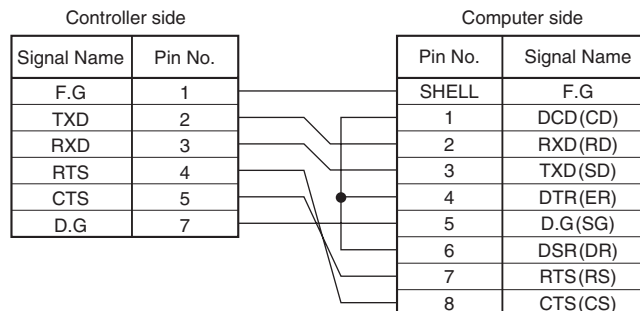 Controller side
Signal Name Pin No.
F.G 1
TXD 2
RXD 3
RTS 4
CTS 5
D.G 7
Computer side
Pin No. Signal Name
SHELL F.G
1 DCD(CD)
2 RXD(RD)
3 TXD(SD)
4 DTR(ER)
5 D.G(SG)
6 DSR(DR)
7 RTS(RS)
8 CTS(CS)